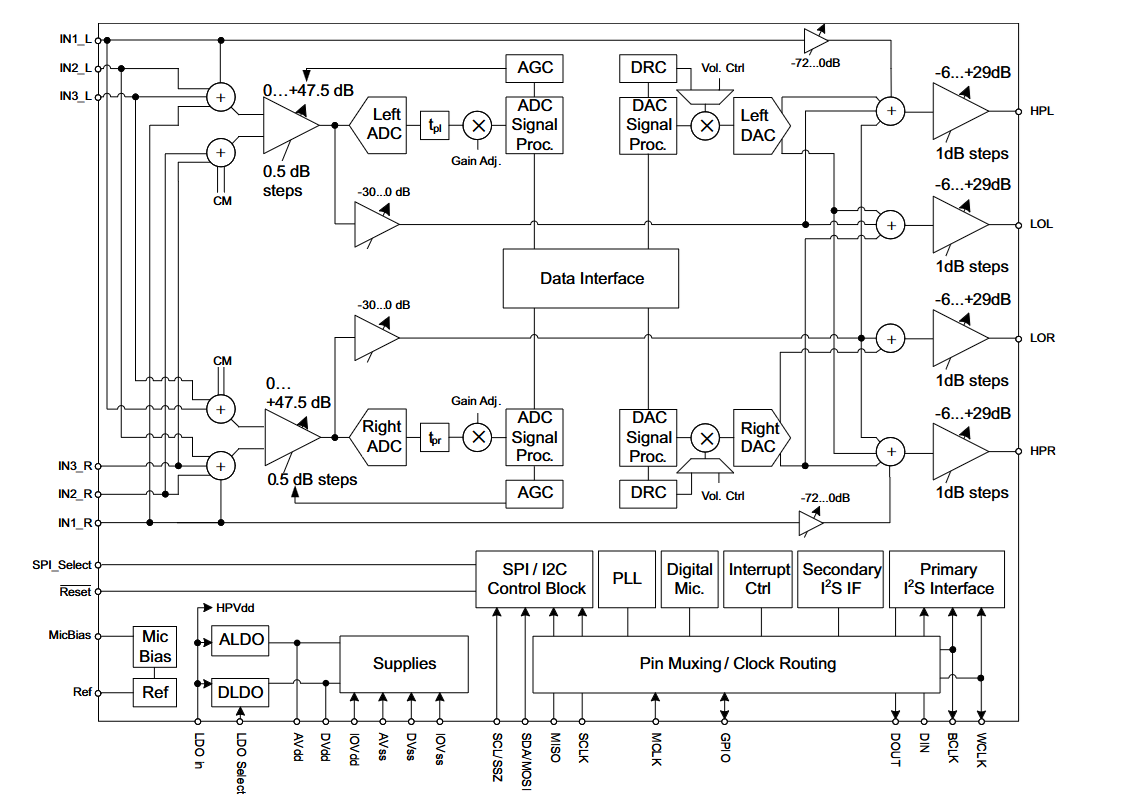 IN1_L
IN2_L
IN3_L
-72...0dB
AGC
DRC
Vol. Ctrl
-6...+29dB
0...+47.5 dB
Left
ADC
tpl
ADC
Signal
Proc.
DAC
Signal
Proc.
Left
DAC
HPL
1dB steps
Gain Adj.
0.5 dB
steps
CM
-30...0 dB
-6...+29dB
LOL
1dB steps
Data Interface
-30...0 dB
-6...+29dB
LOR
1dB steps
CM
0...
+47.5 dB
Gain Adj.
-6...+29dB
Right
ADC
tpr
ADC
Signal
Proc.
DAC
Signal
Proc.
Right
DAC
HPR
1dB steps
IN3_R
IN2_R
IN1_R
0.5 dB steps
AGC
DRC
Vol. Ctrl
-72...0dB
SPI_Select
Reset
SPI / I2C
Control Block
PLL
Digital
Mic.
Interrupt
Ctrl
Secondary
I2S IF
Primary
I2S Interface
HPVdd
MicBias
Mic
Bias
ALDO
Supplies
Pin Muxing / Clock Routing
Ref
Ref
DLDO
LDO in
LDO Select
AVdd
DVdd
IOVdd
AVss
DVss
IOVss
SCL/SSZ
SDA/MOSI
MISO
SCLK
MCLK
GPIO
DOUT
DIN
BCLK
WCLK